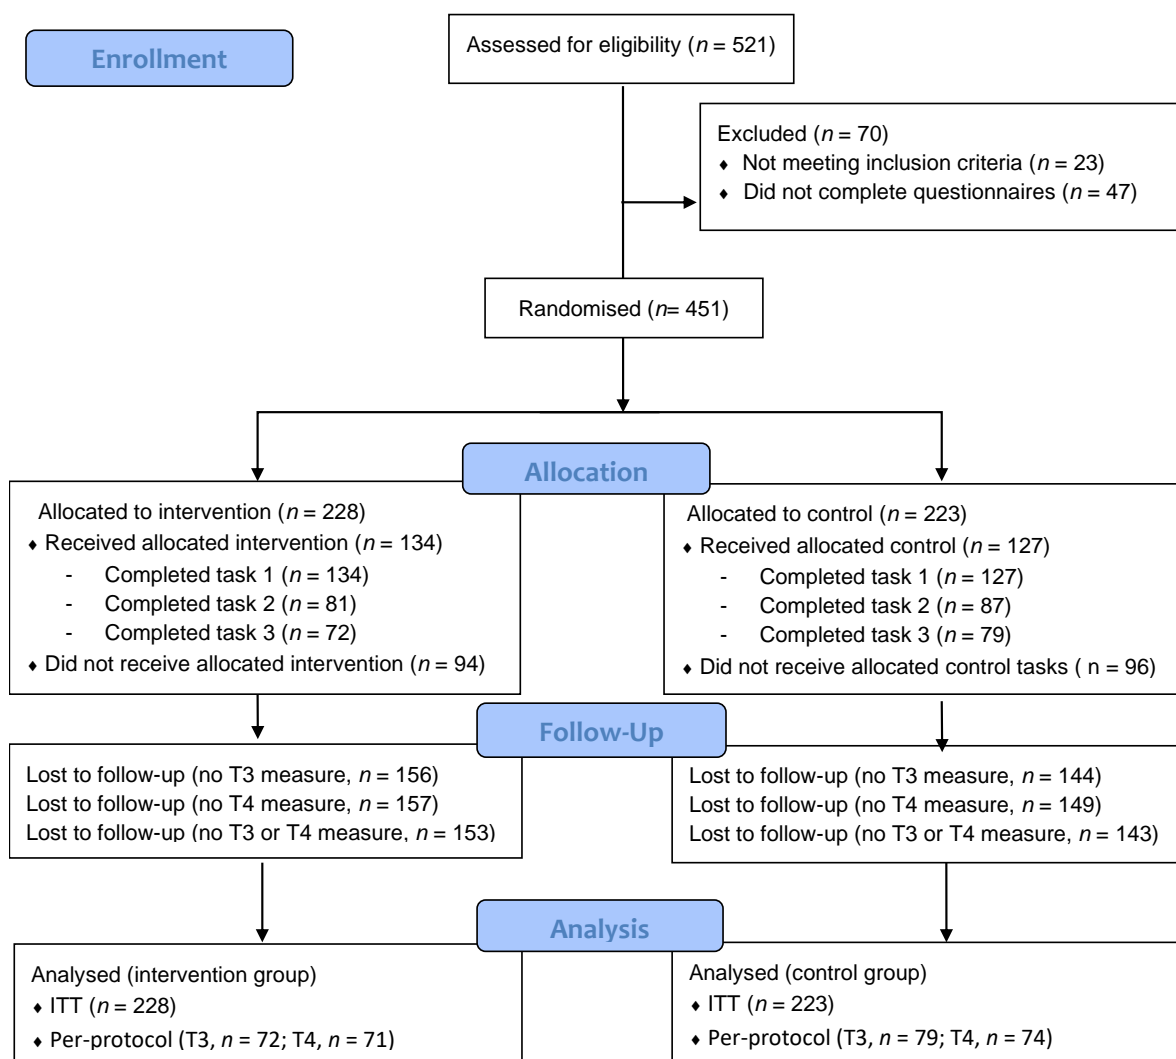 Enrollment
Assessed for eligibility (n = 521)
Excluded (n = 70)
♦ Not meeting inclusion criteria (n = 23)
♦ Did not complete questionnaires (n = 47)
Randomised (n= 451)
Allocation
Allocated to intervention (n = 228)
♦ Received allocated intervention (n = 134)
- Completed task 1 (n = 134)
- Completed task 2 (n = 81)
- Completed task 3 (n = 72)
♦ Did not receive allocated intervention (n = 94)
Allocated to control (n = 223)
♦ Received allocated control (n = 127)
- Completed task 1 (n = 127)
- Completed task 2 (n = 87)
- Completed task 3 (n = 79)
♦ Did not receive allocated control tasks ( n = 96)
Follow-Up
Lost to follow-up (no T3 measure, n = 156)
Lost to follow-up (no T4 measure, n = 157)
Lost to follow-up (no T3 or T4 measure, n = 153)
Lost to follow-up (no T3 measure, n = 144)
Lost to follow-up (no T4 measure, n = 149)
Lost to follow-up (no T3 or T4 measure, n = 143)
Analysis
Analysed (intervention group)
♦ ITT (n = 228)
♦ Per-protocol (T3, n = 72; T4, n = 71)
Analysed (control group)
♦ ITT (n = 223)
♦ Per-protocol (T3, n = 79; T4, n = 74)